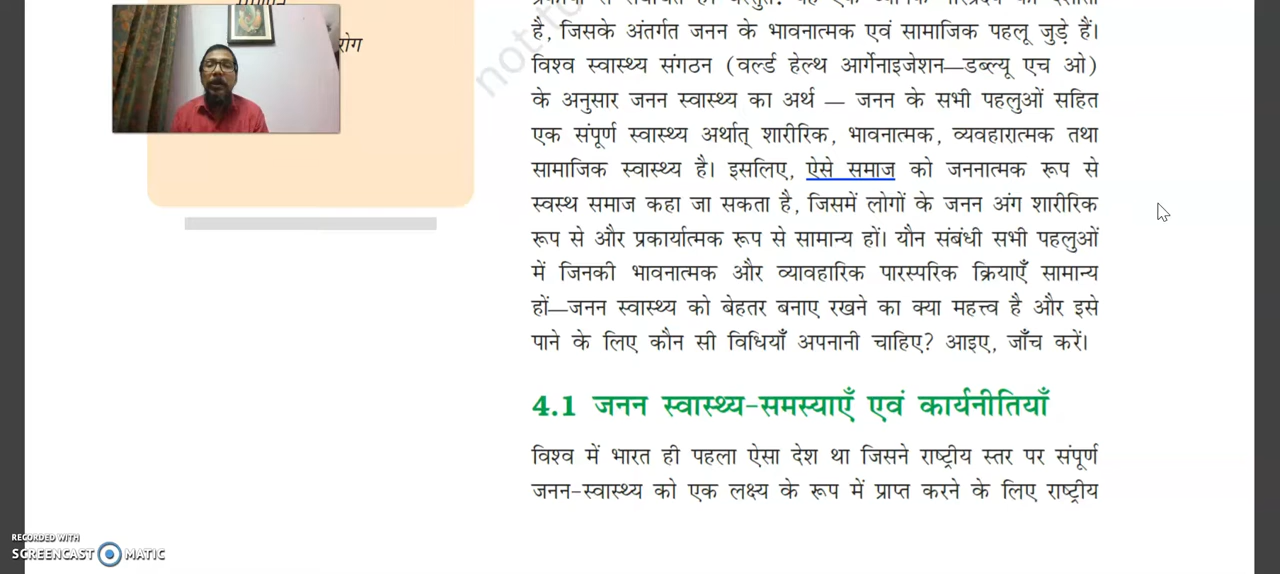 रोग
not to
है, जिसके अंतर्गत जनन के भावनात्मक एवं सामाजिक पहलू जुड़े हैं।
विश्व स्वास्थ्य संगठन (वर्ल्ड हेल्थ आर्गेनाइजेशन—डब्ल्यू एच ओ)
के अनुसार जनन स्वास्थ्य का अर्थ — जनन के सभी पहलुओं सहित
एक संपूर्ण स्वास्थ्य अर्थात् शारीरिक, भावनात्मक, व्यवहारात्मक तथा
सामाजिक स्वास्थ्य है। इसलिए, ऐसे समाज को जननात्मक रूप से
स्वस्थ समाज कहा जा सकता है, जिसमें लोगों के जनन अंग शारीरिक
रूप से और प्रकार्यात्मक रूप से सामान्य हों। यौन संबंधी सभी पहलुओं
में जिनकी भावनात्मक और व्यावहारिक पारस्परिक क्रियाएँ सामान्य
हों—जनन स्वास्थ्य को बेहतर बनाए रखने का क्या महत्त्व है और इसे
पाने के लिए कौन सी विधियाँ अपनानी चाहिए? आइए, जाँच करें।
4.1 जनन स्वास्थ्य-समस्याएँ एवं कार्यनीतियाँ
विश्व में भारत ही पहला ऐसा देश था जिसने राष्ट्रीय स्तर पर संपूर्ण
जनन-स्वास्थ्य को एक लक्ष्य के रूप में प्राप्त करने के लिए राष्ट्रीय
RECORDED WITH
SCREENCAST MATIC